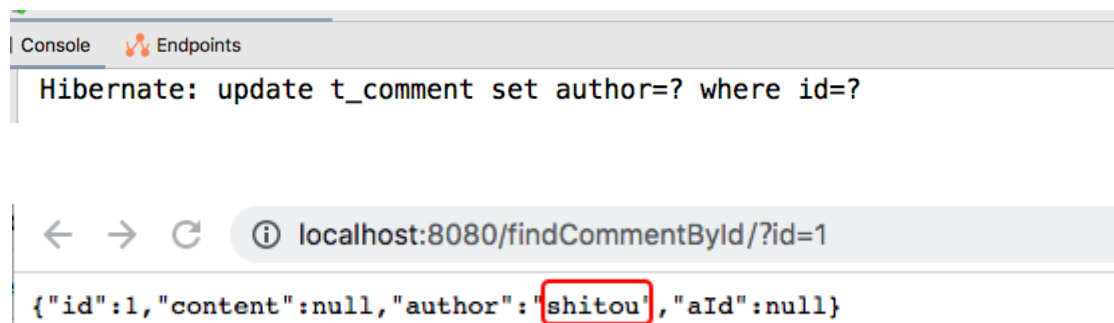 Console Endpoints
Hibernate: update t_comment set author=? where id=?
localhost:8080/findCommentById/?id=1
{"id":1,"content":null,"author":"shitou","aId":null}